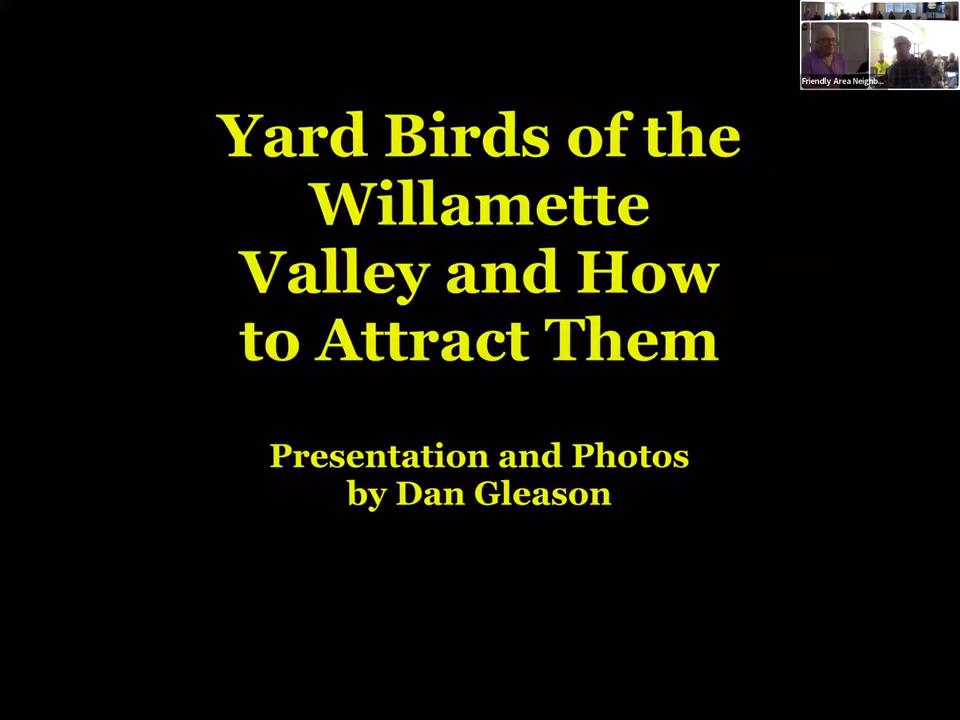 Friendly Area Neighb...
Yard Birds of the
Willamette
Valley and How
to Attract Them
Presentation and Photos
by Dan Gleason